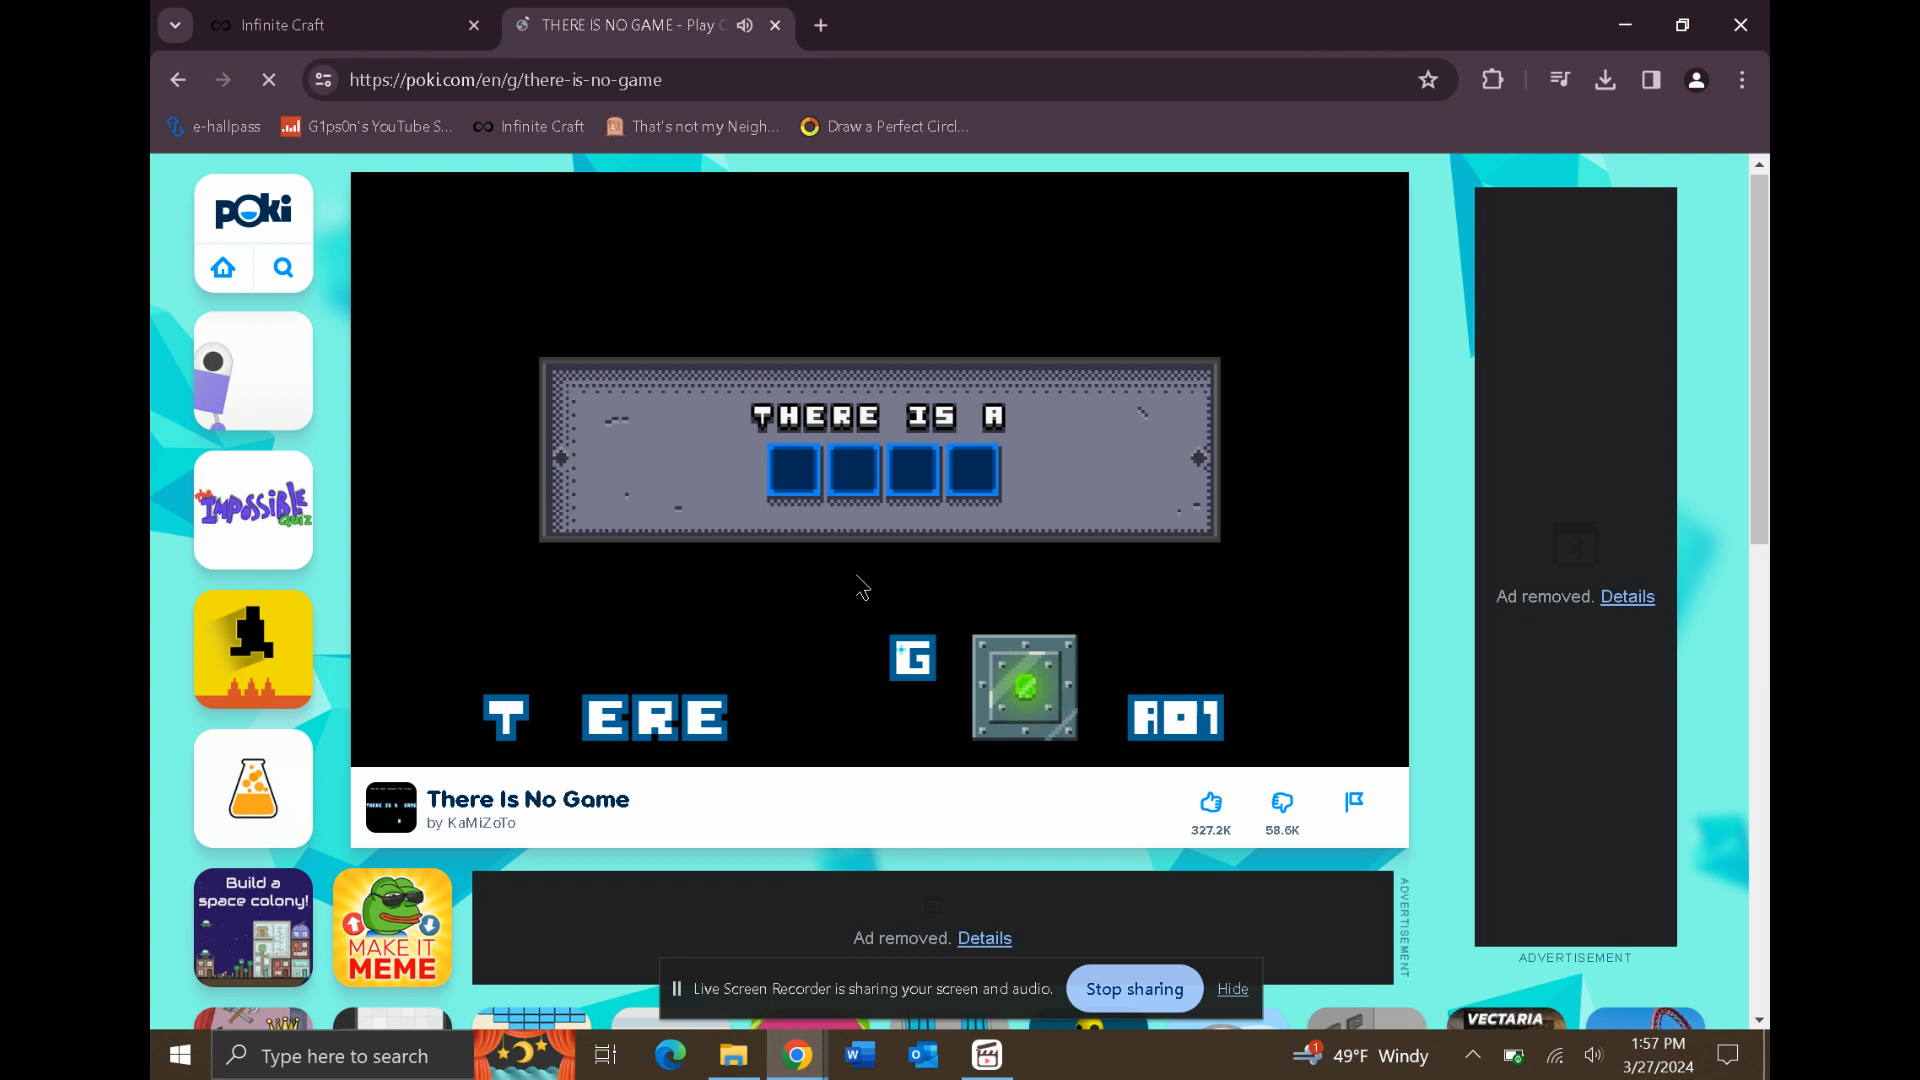 Infinite Craft
THERE IS NO GAME - Play C
https://poki.com/en/g/there-is-no-game
e-hallpass
G1ps0n's YouTube S...
Infinite Craft
That's not my Neigh...
Draw a Perfect Circl...
poki
THERE IS A
the IMPOSSIBLE QUIZ
G
T ERE
A01
Ad removed. Details
There Is No Game
by KaMiZoTo
327.2K
58.6K
Build a
space colony!
MAKE IT
MEME
Ad removed. Details
ADVERTISEMENT
ADVERTISEMENT
Live Screen Recorder is sharing your screen and audio.
Stop sharing
Hide
VECTARIA
Type here to search
1
49°F Windy
1:57 PM
3/27/2024